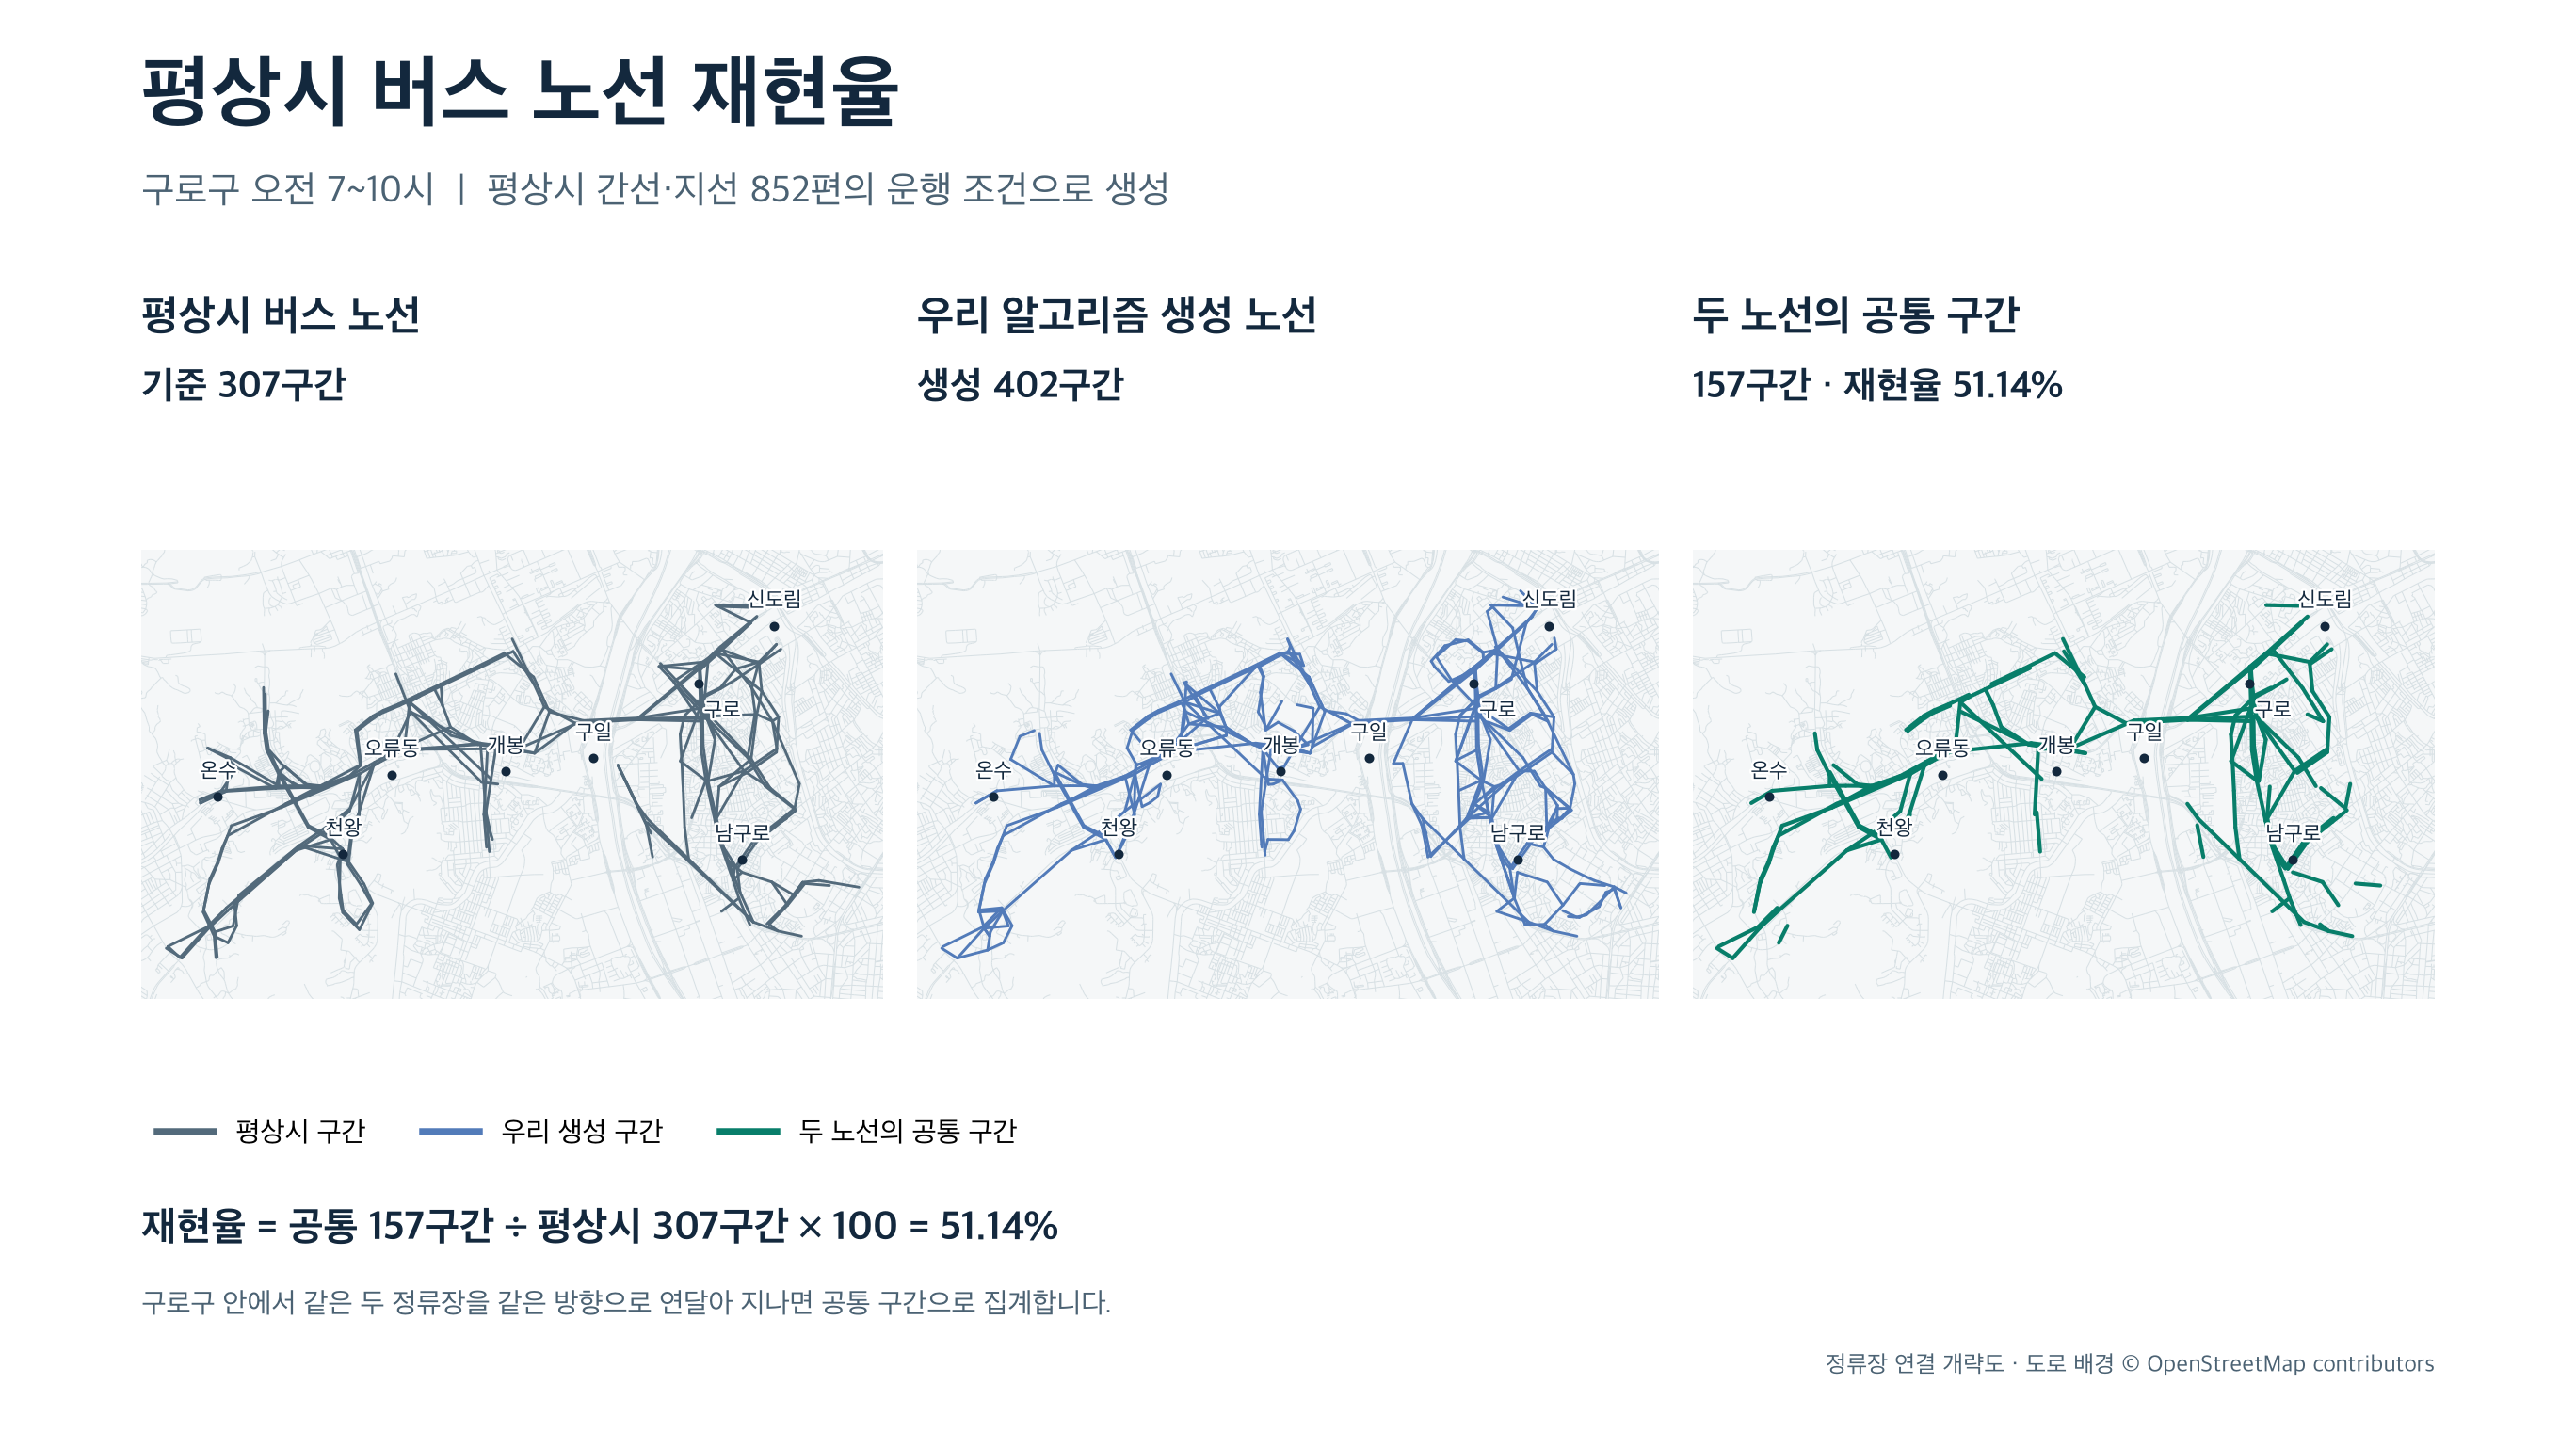 평상시 버스 노선 재현율
구로구 오전 7~10시 | 평상시 간선·지선 852편의 운행 조건으로 생성
평상시 버스 노선
기준 307구간
우리 알고리즘 생성 노선
생성 402구간
두 노선의 공통 구간
157구간 · 재현율 51.14%
신도림
구로
구일
개봉
오류동
온수
천왕
남구로
신도림
구로
구일
개봉
오류동
온수
천왕
남구로
신도림
구로
구일
개봉
오류동
온수
천왕
남구로
평상시 구간
우리 생성 구간
두 노선의 공통 구간
재현율 = 공통 157구간 ÷ 평상시 307구간 × 100 = 51.14%
구로구 안에서 같은 두 정류장을 같은 방향으로 연달아 지나면 공통 구간으로 집계합니다.
정류장 연결 개략도 · 도로 배경 © OpenStreetMap contributors